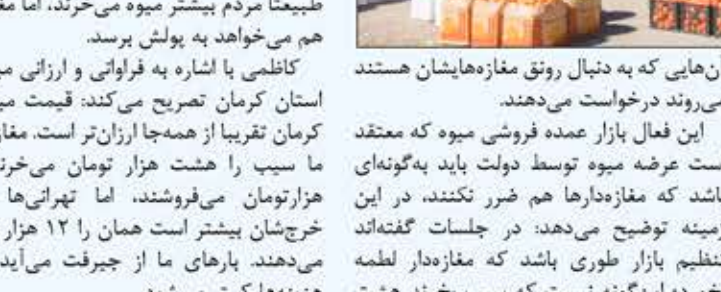 آن‌هایی که به دنبال رونق مغازه‌هایشان هستند
می‌روند درخواست می‌دهند.
این فعال بازار عمده فروشی میوه که معتقد
است عرضه میوه توسط دولت باید به‌گونه‌ای
باشد که مغازه‌دارها هم ضرر نکنند، در این
زمینه توضیح می‌دهد: در جلسات گفته‌اند
تنظیم بازار طوری باشد که مغازه‌دار لطمه
طبیعتا مردم بیشتر میوه می‌خرند، اما
هم می‌خواهد به پولش برسد.
کاظمی با اشاره به فراوانی و ارزانی
استان کرمان تصریح می‌کند: قیمت
کرمان تقریبا از همه‌جا ارزان‌تر است.
ما سیب را هشت هزار تومان
هزارتومان می‌فروشند، اما تهرانی‌ها
خرج‌شان بیشتر است همان را ۱۲ هزار
می‌دهند. بارهای ما از جیرفت می‌آید